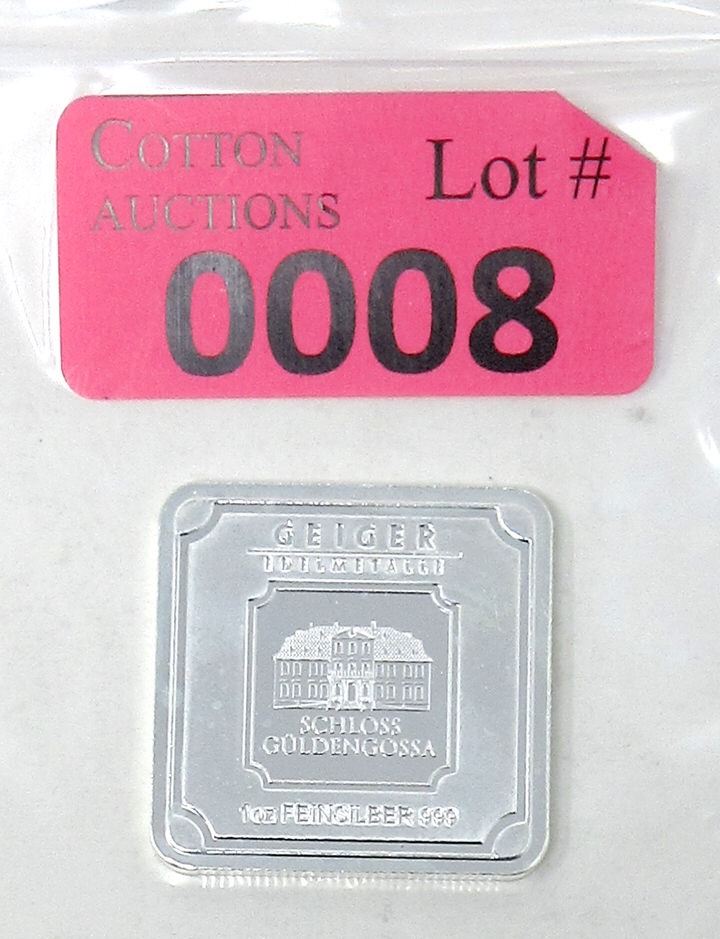 COTTON
AUCTIONS
Lot #
0008
GEIGER
EDELMETALLE
SCHLOSS
GÜLDENGOSSA
1oz FEINSILBER 999